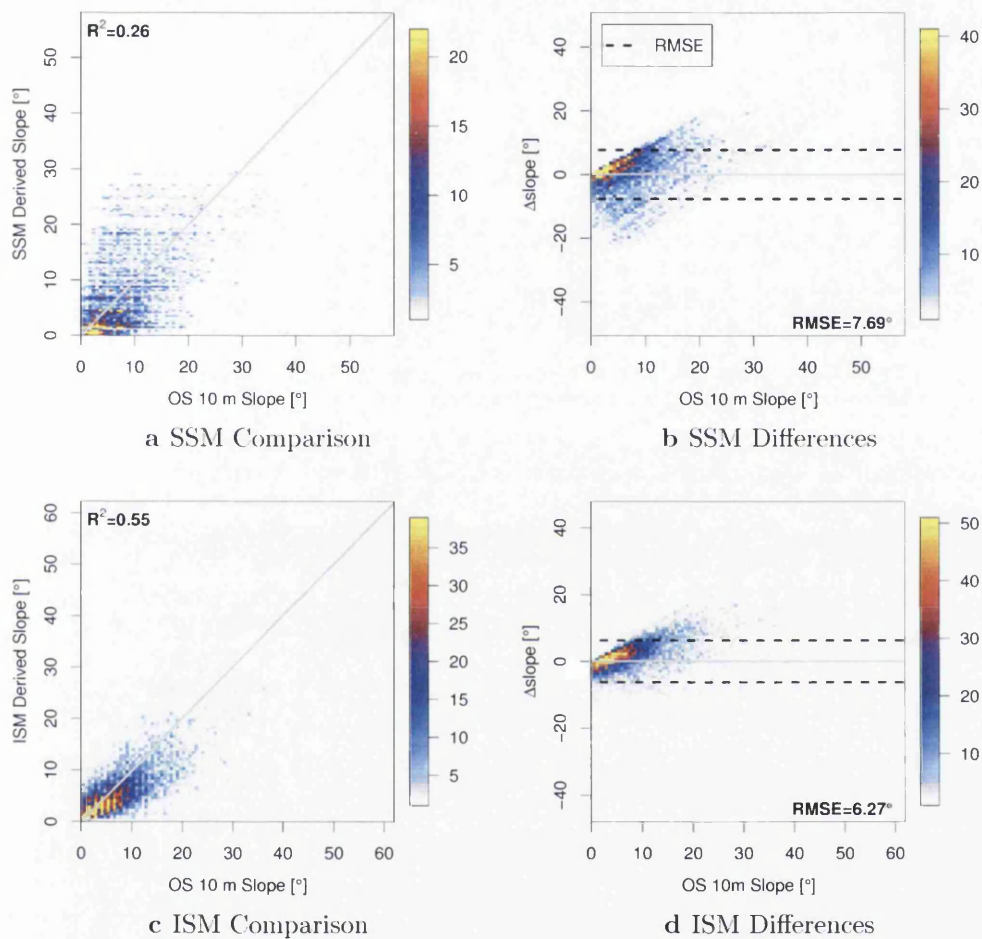 R²=0.26
SSM Derived Slope [°]
0 10 20 30 40 50
0 10 20 30 40 50
OS 10 m Slope [°]
5 10 15 20
a SSM Comparison
RMSE
Δslope [°]
−40 −20 0 20 40
RMSE=7.69°
0 10 20 30 40 50
OS 10 m Slope [°]
10 20 30 40
b SSM Differences
R²=0.55
ISM Derived Slope [°]
0 10 20 30 40 50 60
0 10 20 30 40 50 60
OS 10 m Slope [°]
5 10 15 20 25 30 35
c ISM Comparison
Δslope [°]
−40 −20 0 20 40
RMSE=6.27°
0 10 20 30 40 50 60
OS 10m Slope [°]
10 20 30 40 50
d ISM Differences